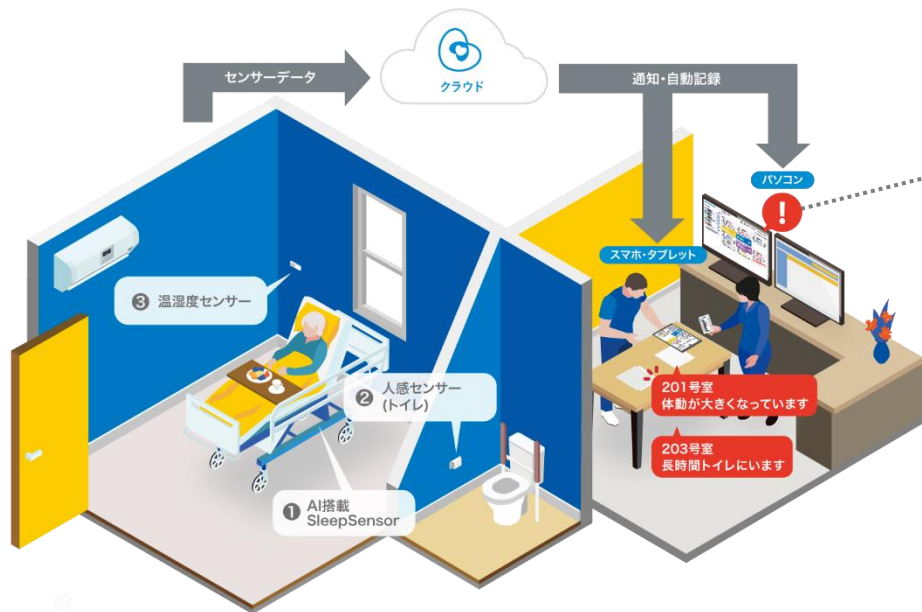 センサーデータ
クラウド
通知・自動記録
パソコン
!
スマホ・タブレット
3 温湿度センサー
2 人感センサー
(トイレ)
1 AI搭載
SleepSensor
201号室
体動が大きくなっています
203号室
長時間トイレにいます